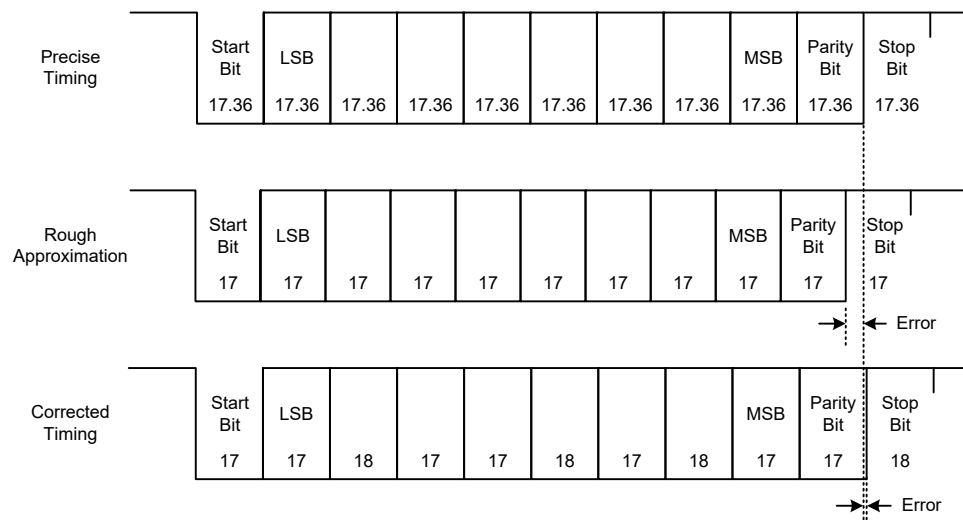 Precise
Timing
Start
Bit
LSB
MSB
Parity
Bit
Stop
Bit
17.36 17.36 17.36 17.36 17.36 17.36 17.36 17.36 17.36 17.36 17.36
Rough
Approximation
Start
Bit
LSB
MSB
Parity
Bit
Stop
Bit
17 17 17 17 17 17 17 17 17 17 17
Error
Corrected
Timing
Start
Bit
LSB
MSB
Parity
Bit
Stop
Bit
17 17 18 17 17 18 17 18 17 17 18
Error